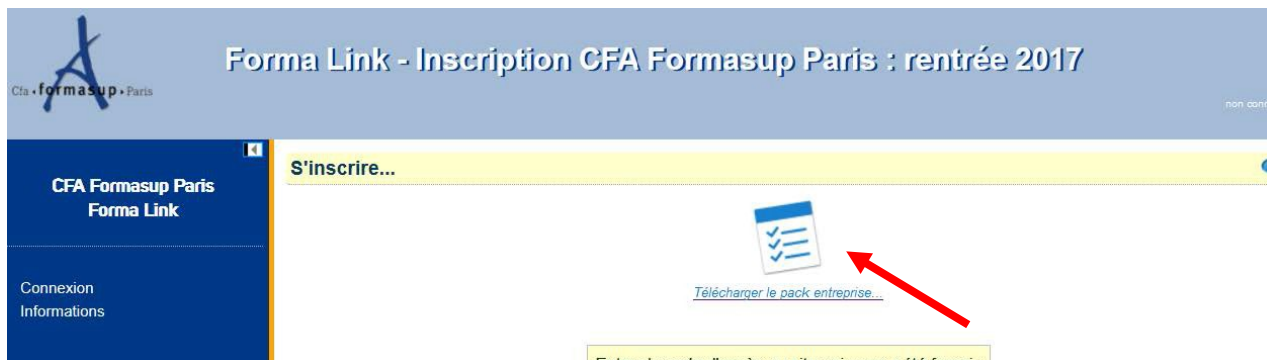 Cfa • formasup • Paris
Forma Link - Inscription CFA Formasup Paris : rentrée 2017
non
CFA Formasup Paris
Forma Link
Connexion
Informations
S'inscrire...
Télécharger le pack entreprise...